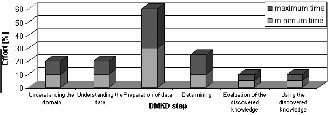 maximum time
minimum time
Effort [%]
60
50
40
30
20
10
0
Understanding the domain
Understanding the data
Preparation of data
Data mining
Evaluation of the discovered knowledge
Using the discovered knowledge
DMKD step